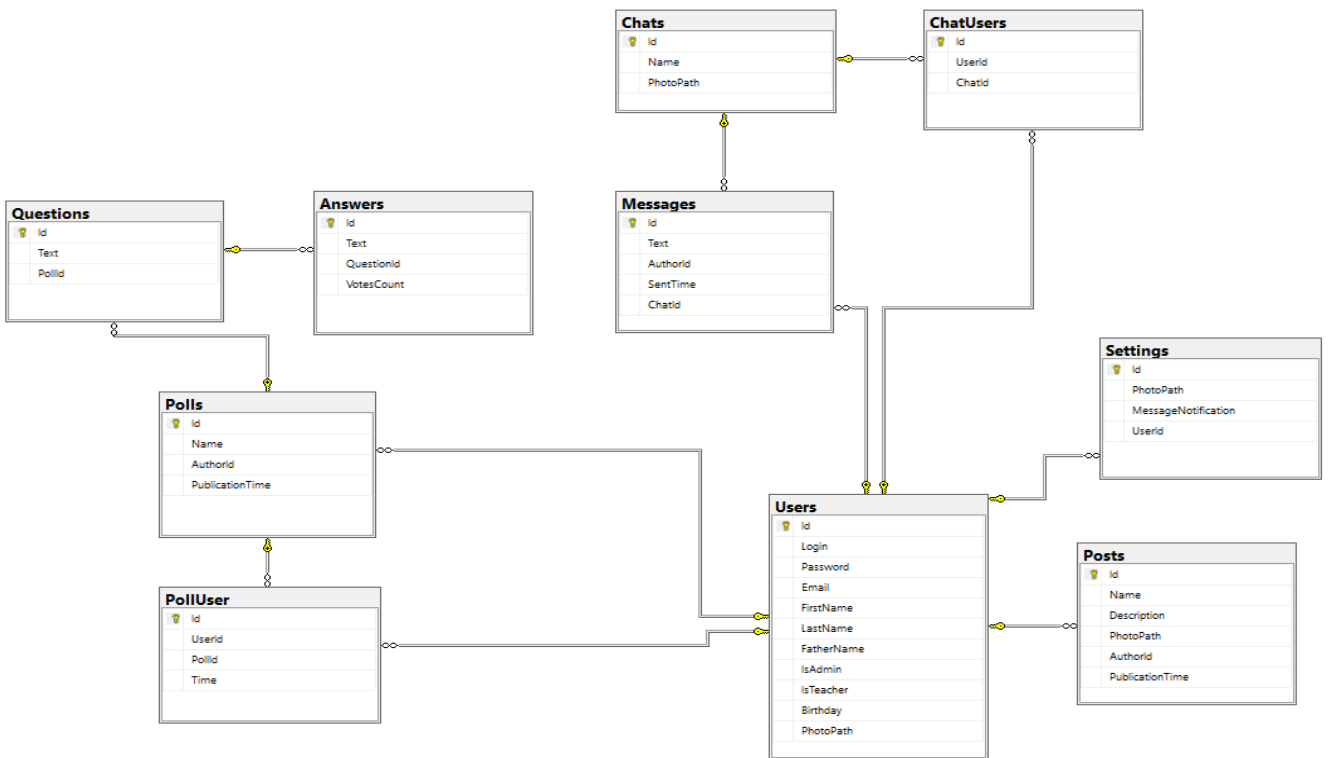 Chats
Id
Name
PhotoPath
ChatUsers
Id
UserId
ChatId
Questions
Id
Text
PollId
Answers
Id
Text
QuestionId
VotesCount
Messages
Id
Text
AuthorId
SentTime
ChatId
Settings
Id
PhotoPath
MessageNotification
UserId
Polls
Id
Name
AuthorId
PublicationTime
Users
Id
Login
Password
Email
FirstName
LastName
FatherName
IsAdmin
IsTeacher
Birthday
PhotoPath
Posts
Id
Name
Description
PhotoPath
AuthorId
PublicationTime
PollUser
Id
UserId
PollId
Time